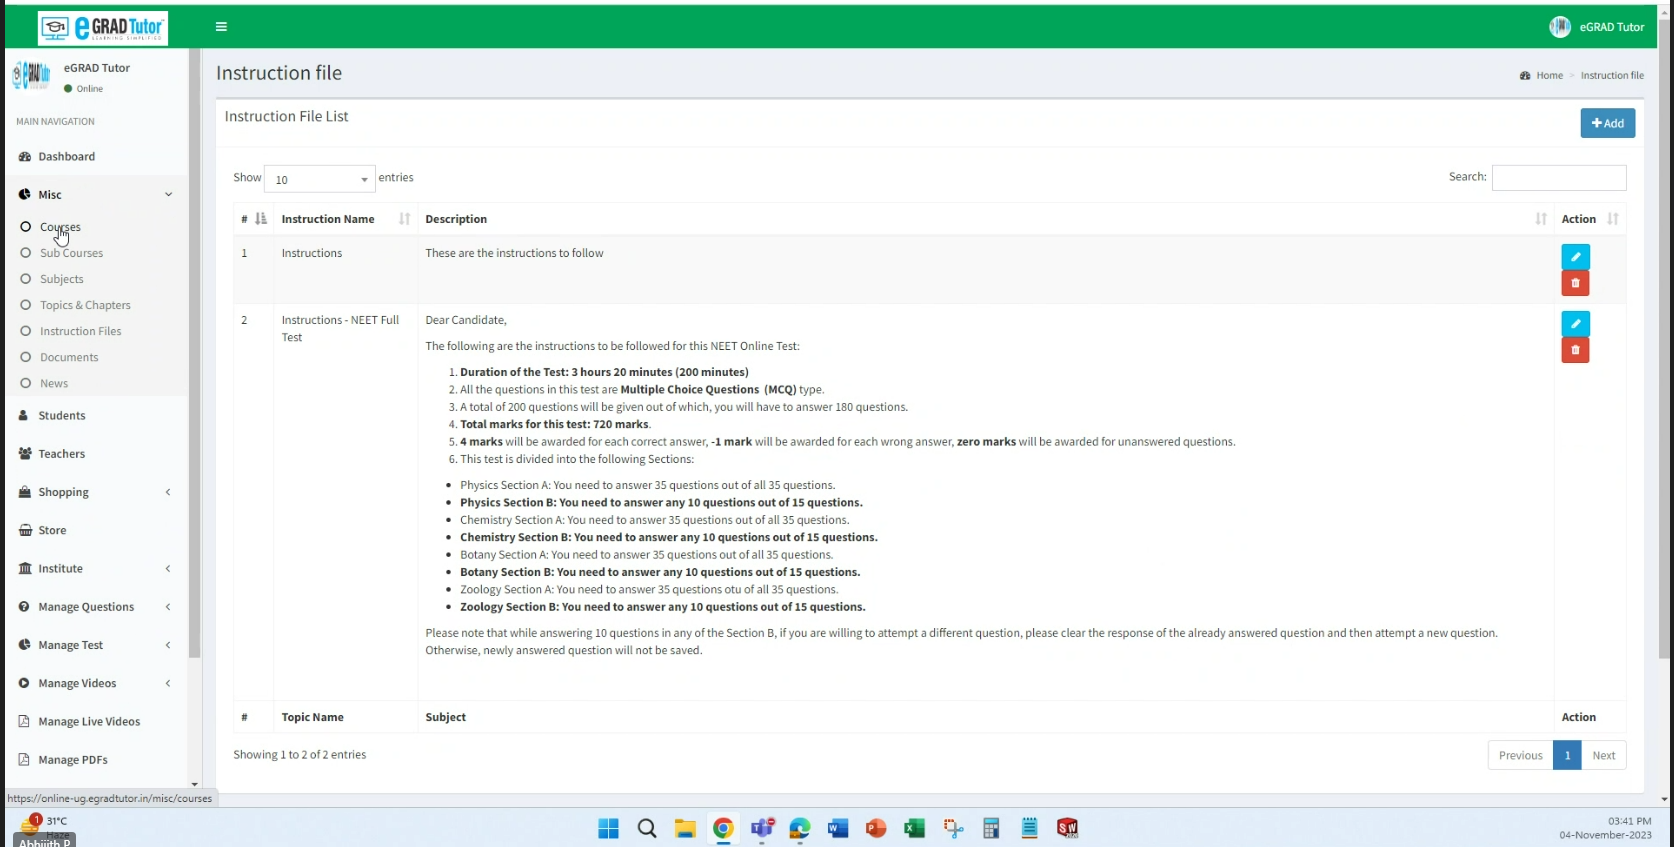 eGRAD Tutor
LEARNING SIMPLIFIED
eGRAD Tutor
eGRAD Tutor
Online
MAIN NAVIGATION
Dashboard
Misc
Courses
Sub Courses
Subjects
Topics & Chapters
Instruction Files
Documents
News
Students
Teachers
Shopping
Store
Institute
Manage Questions
Manage Test
Manage Videos
Manage Live Videos
Manage PDFs
https://online-ug.egradtutor.in/misc/courses
Instruction file
Home > Instruction file
Instruction File List
+ Add
Show 10 entries
Search:
# Instruction Name Description Action
1 Instructions These are the instructions to follow
2 Instructions - NEET Full Test
Dear Candidate,
The following are the instructions to be followed for this NEET Online Test:
1. Duration of the Test: 3 hours 20 minutes (200 minutes)
2. All the questions in this test are Multiple Choice Questions (MCQ) type.
3. A total of 200 questions will be given out of which, you will have to answer 180 questions.
4. Total marks for this test: 720 marks.
5. 4 marks will be awarded for each correct answer, -1 mark will be awarded for each wrong answer, zero marks will be awarded for unanswered questions.
6. This test is divided into the following Sections:
• Physics Section A: You need to answer 35 questions out of all 35 questions.
• Physics Section B: You need to answer any 10 questions out of 15 questions.
• Chemistry Section A: You need to answer 35 questions out of all 35 questions.
• Chemistry Section B: You need to answer any 10 questions out of 15 questions.
• Botany Section A: You need to answer 35 questions out of all 35 questions.
• Botany Section B: You need to answer any 10 questions out of 15 questions.
• Zoology Section A: You need to answer 35 questions otu of all 35 questions.
• Zoology Section B: You need to answer any 10 questions out of 15 questions.
Please note that while answering 10 questions in any of the Section B, if you are willing to attempt a different question, please clear the response of the already answered question and then attempt a new question.
Otherwise, newly answered question will not be saved.
# Topic Name Subject Action
Showing 1 to 2 of 2 entries
Previous 1 Next
1
31°C
Haze
Abhijith P
03:41 PM
04-November-2023